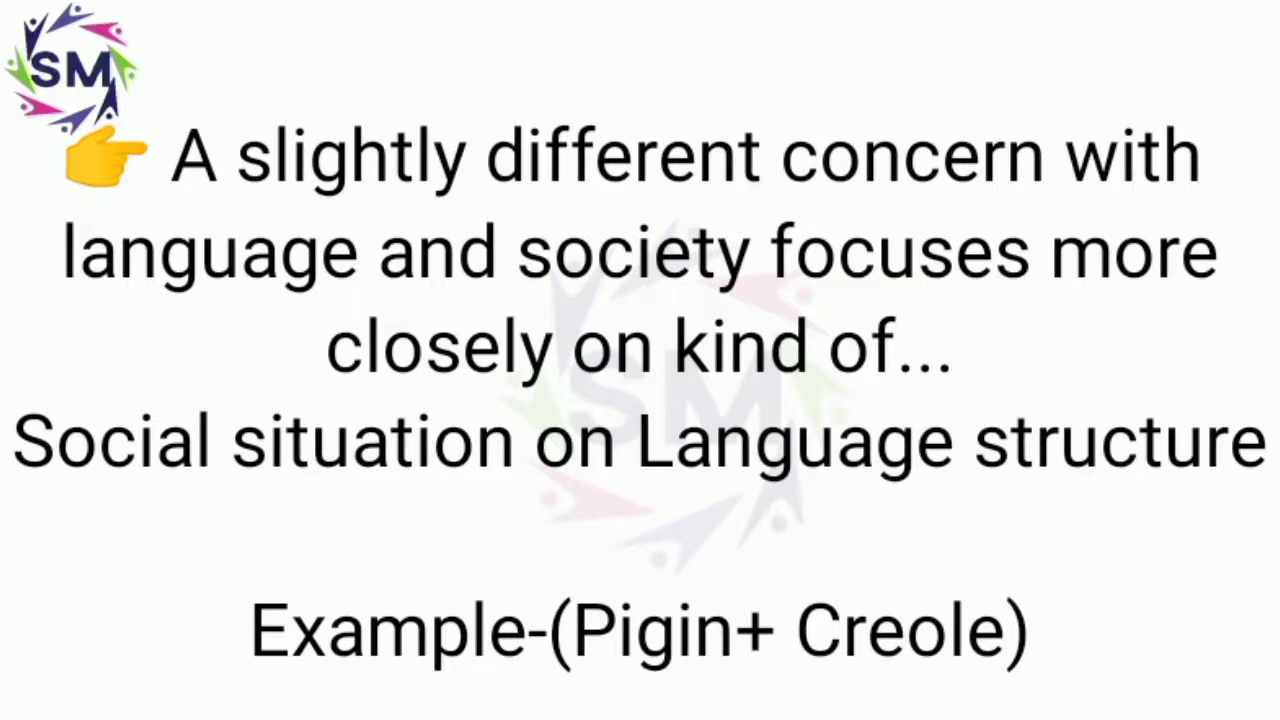 SM
👉 A slightly different concern with
language and society focuses more
closely on kind of...
Social situation on Language structure
Example-(Pigin+ Creole)